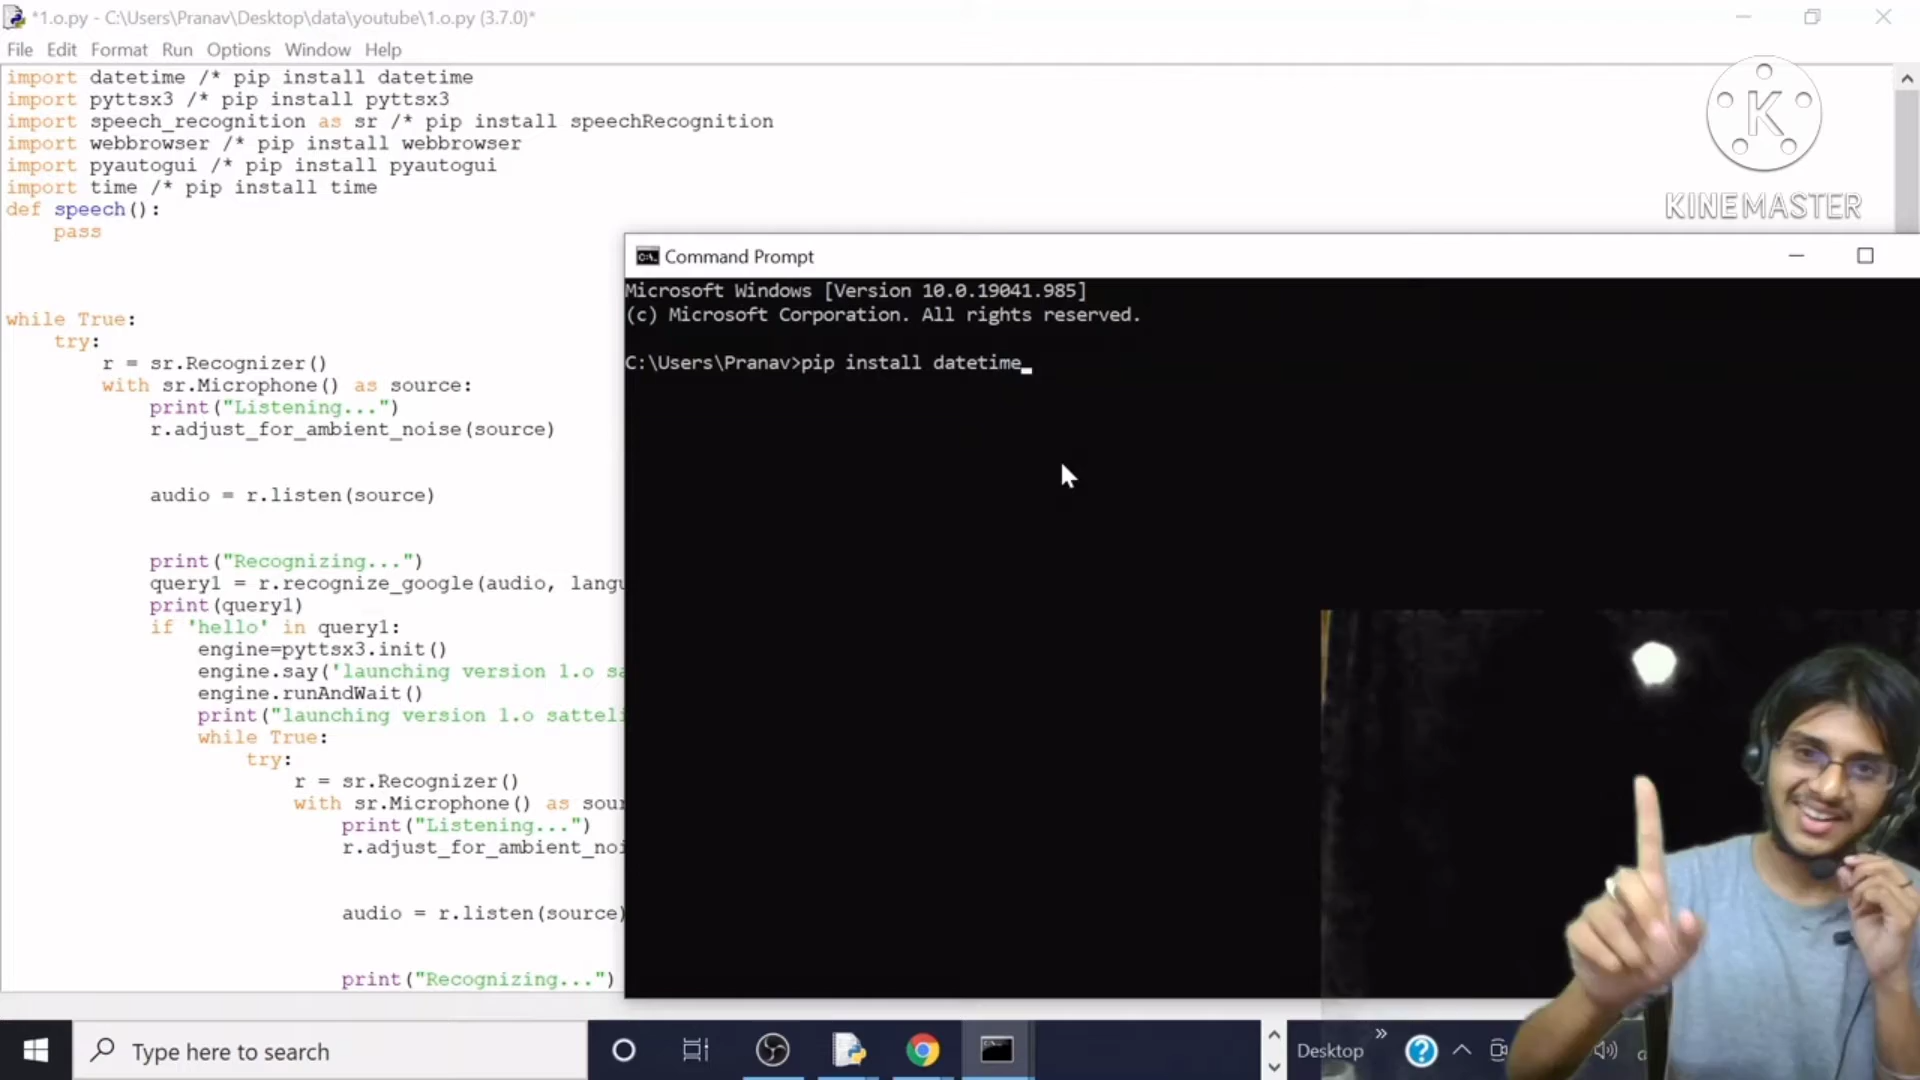 *1.o.py - C:\Users\Pranav\Desktop\data\youtube\1.o.py (3.7.0)*
File Edit Format Run Options Window Help
import datetime /* pip install datetime
import pyttsx3 /* pip install pyttsx3
import speech_recognition as sr /* pip install speechRecognition
import webbrowser /* pip install webbrowser
import pyautogui /* pip install pyautogui
import time /* pip install time
def speech():
pass
while True:
try:
r = sr.Recognizer()
with sr.Microphone() as source:
print("Listening...")
r.adjust_for_ambient_noise(source)
audio = r.listen(source)
print("Recognizing...")
query1 = r.recognize_google(audio, langu
print(query1)
if 'hello' in query1:
engine=pyttsx3.init()
engine.say('launching version 1.o sa
engine.runAndWait()
print("launching version 1.o satteli
while True:
try:
r = sr.Recognizer()
with sr.Microphone() as sour
print("Listening...")
r.adjust_for_ambient_noi
audio = r.listen(source)
print("Recognizing...")
K
KINEMASTER
Command Prompt
Microsoft Windows [Version 10.0.19041.985]
(c) Microsoft Corporation. All rights reserved.
C:\Users\Pranav>pip install datetime_
Type here to search
Desktop